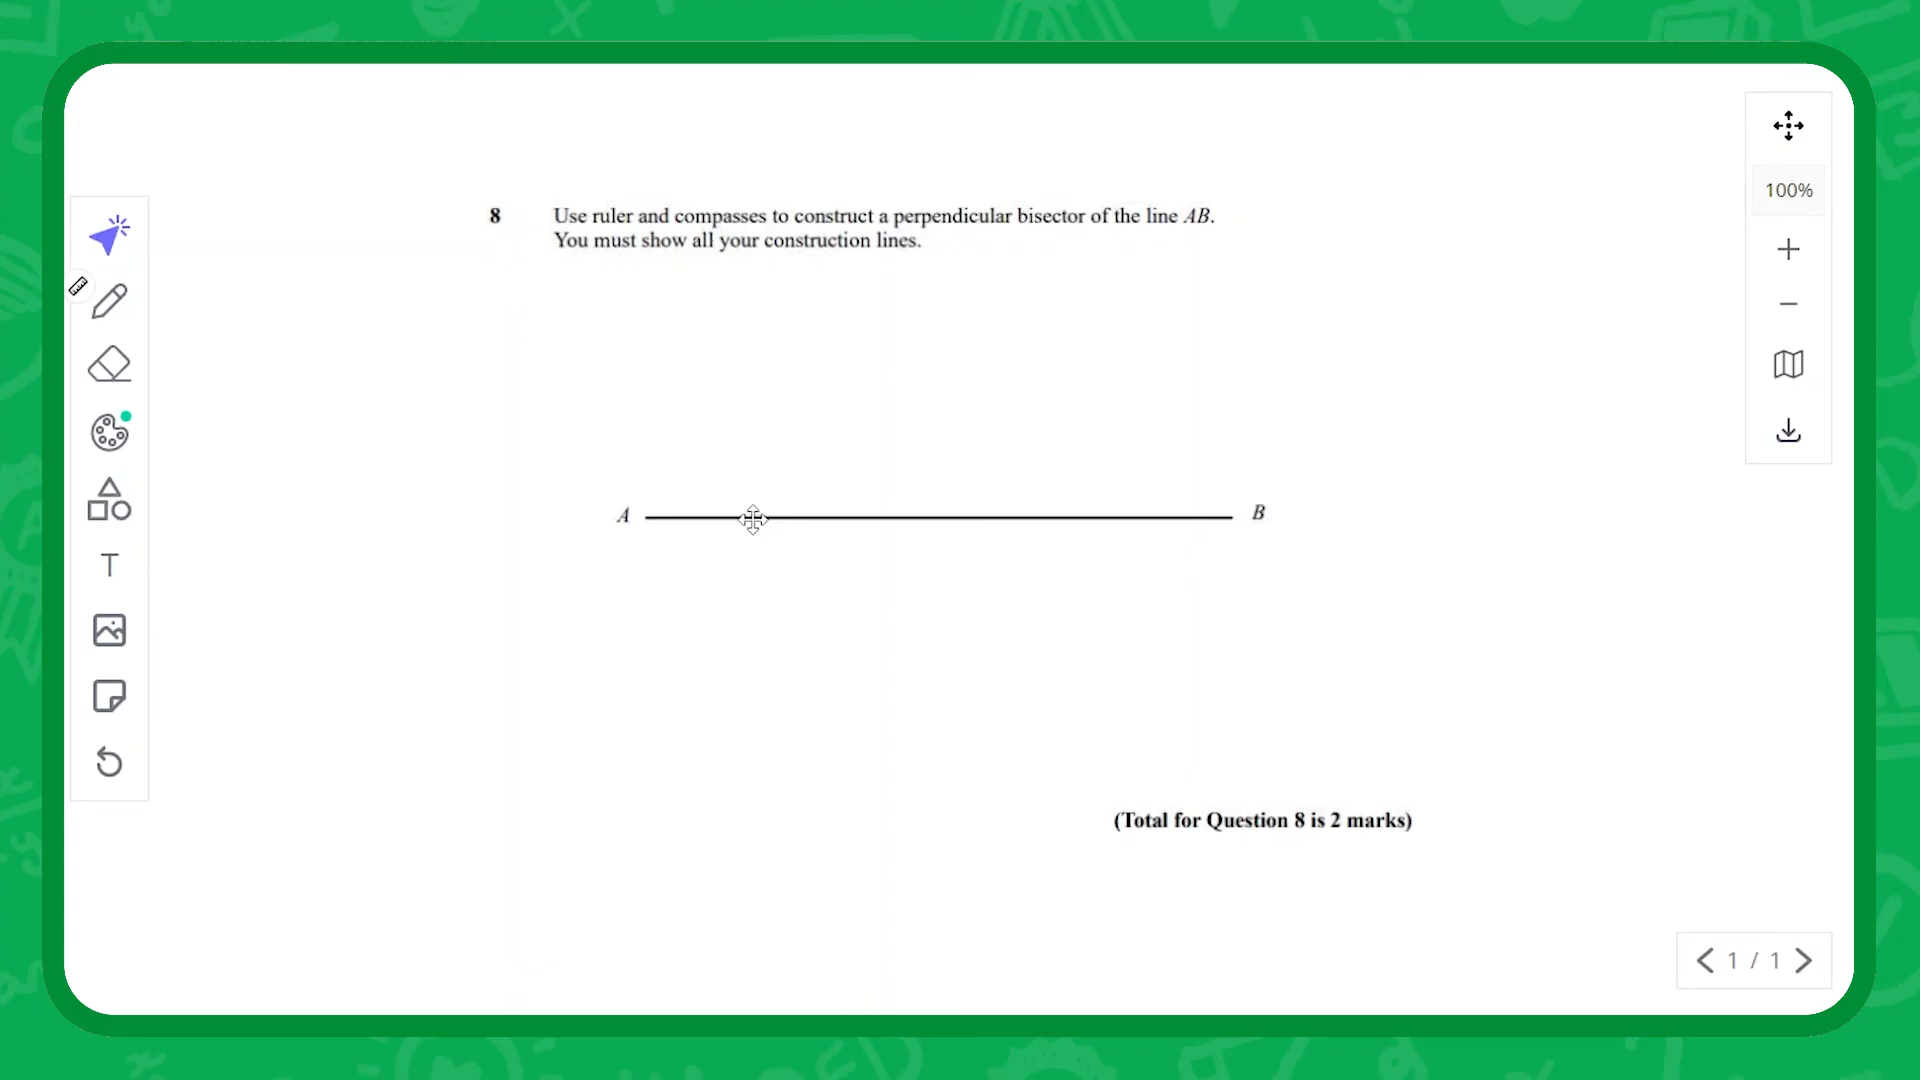 100%
8 Use ruler and compasses to construct a perpendicular bisector of the line AB.
You must show all your construction lines.
A B
T
(Total for Question 8 is 2 marks)
1 / 1